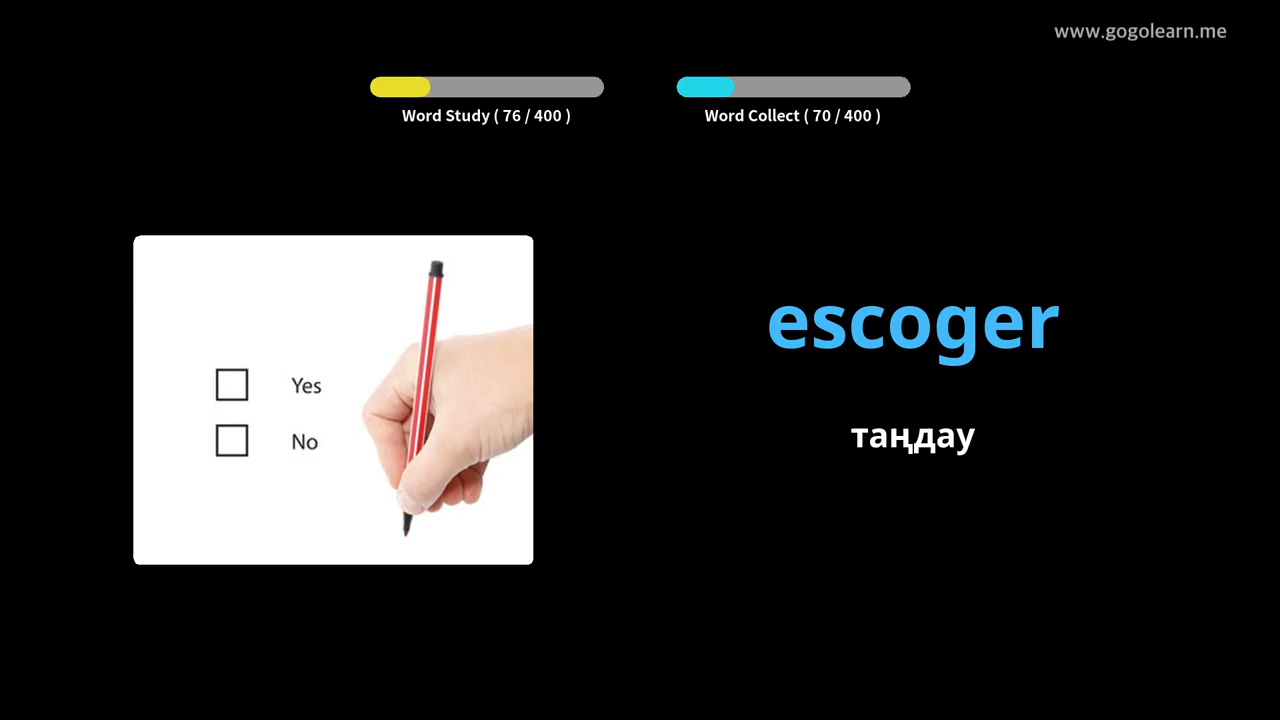 www.gogolearn.me
Word Study ( 76 / 400 )
Word Collect ( 70 / 400 )
Yes
No
escoger
таңдау